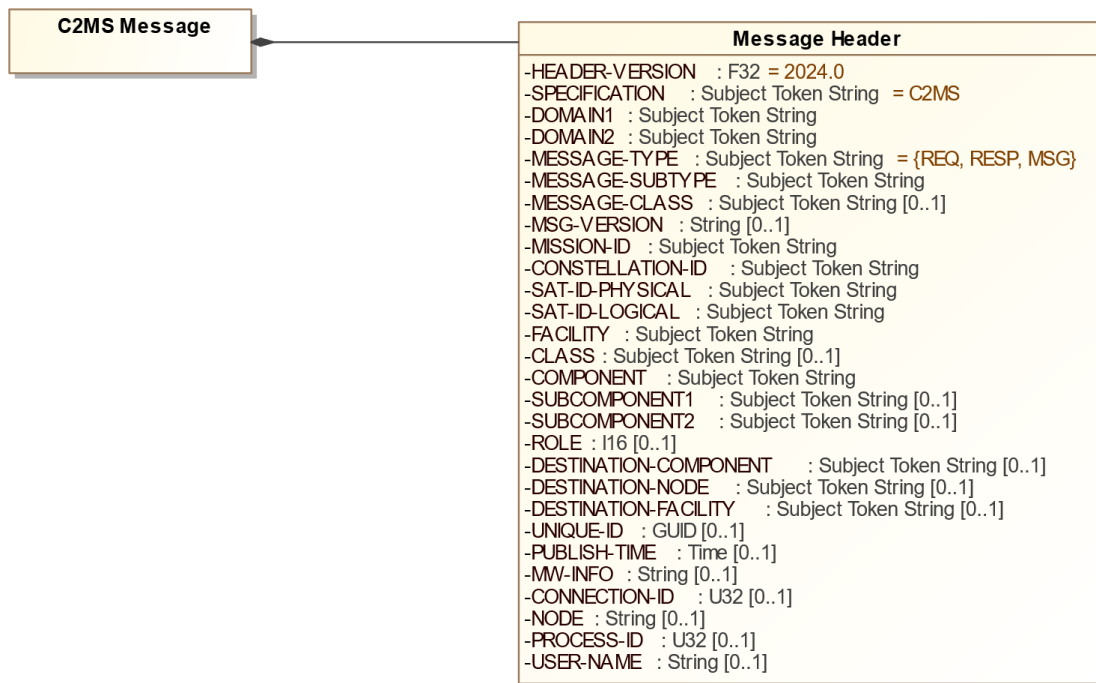 C2MS Message
Message Header
-HEADER-VERSION : F32 = 2024.0
-SPECIFICATION : Subject Token String = C2MS
-DOMAIN1 : Subject Token String
-DOMAIN2 : Subject Token String
-MESSAGE-TYPE : Subject Token String = {REQ, RESP, MSG}
-MESSAGE-SUBTYPE : Subject Token String
-MESSAGE-CLASS : Subject Token String [0..1]
-MSG-VERSION : String [0..1]
-MISSION-ID : Subject Token String
-CONSTELLATION-ID : Subject Token String
-SAT-ID-PHYSICAL : Subject Token String
-SAT-ID-LOGICAL : Subject Token String
-FACILITY : Subject Token String
-CLASS : Subject Token String [0..1]
-COMPONENT : Subject Token String
-SUBCOMPONENT1 : Subject Token String [0..1]
-SUBCOMPONENT2 : Subject Token String [0..1]
-ROLE : I16 [0..1]
-DESTINATION-COMPONENT : Subject Token String [0..1]
-DESTINATION-NODE : Subject Token String [0..1]
-DESTINATION-FACILITY : Subject Token String [0..1]
-UNIQUE-ID : GUID [0..1]
-PUBLISH-TIME : Time [0..1]
-MW-INFO : String [0..1]
-CONNECTION-ID : U32 [0..1]
-NODE : String [0..1]
-PROCESS-ID : U32 [0..1]
-USER-NAME : String [0..1]